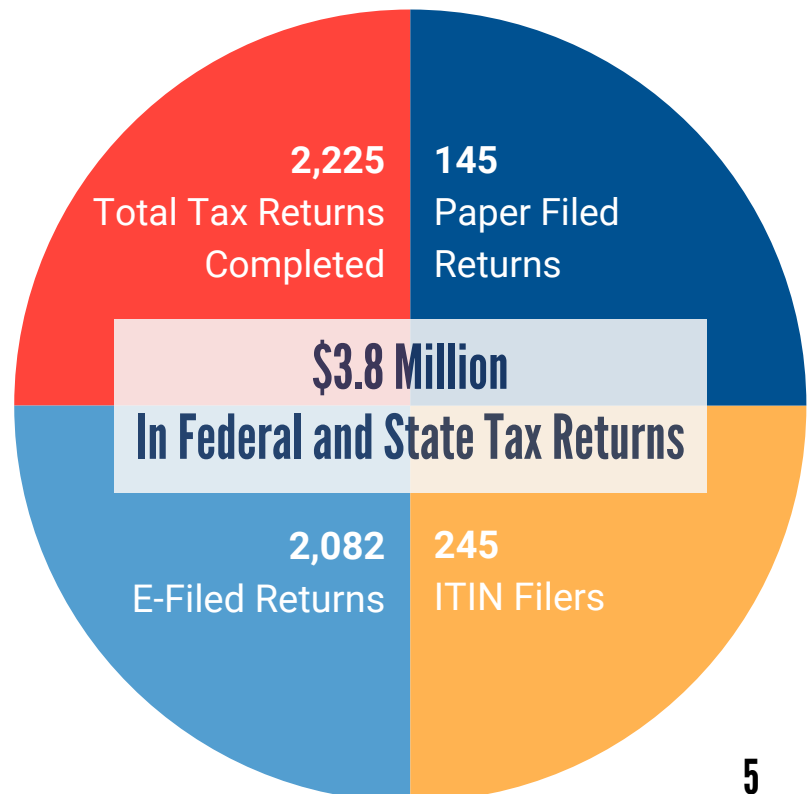 2,225
Total Tax Returns
Completed
145
Paper Filed
Returns
$3.8 Million
In Federal and State Tax Returns
2,082
E-Filed Returns
245
ITIN Filers
5